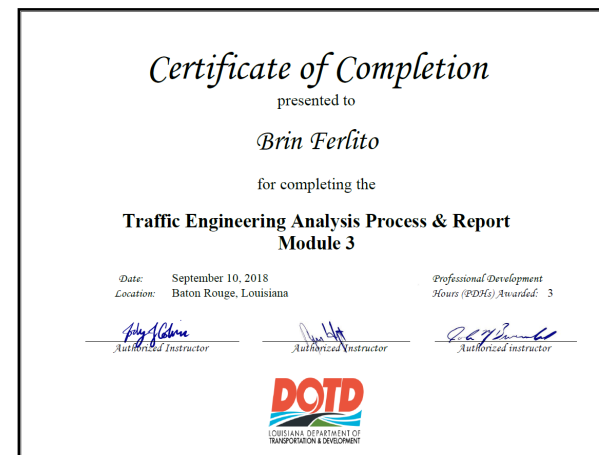 Certificate of Completion
presented to
Brin Ferlito
for completing the
Traffic Engineering Analysis Process & Report
Module 3
Date: September 10, 2018
Location: Baton Rouge, Louisiana
Professional Development
Hours (PDHs) Awarded: 3
Authorized Instructor
Authorized Instructor
Authorized instructor
DOTD
LOUISIANA DEPARTMENT OF
TRANSPORTATION & DEVELOPMENT